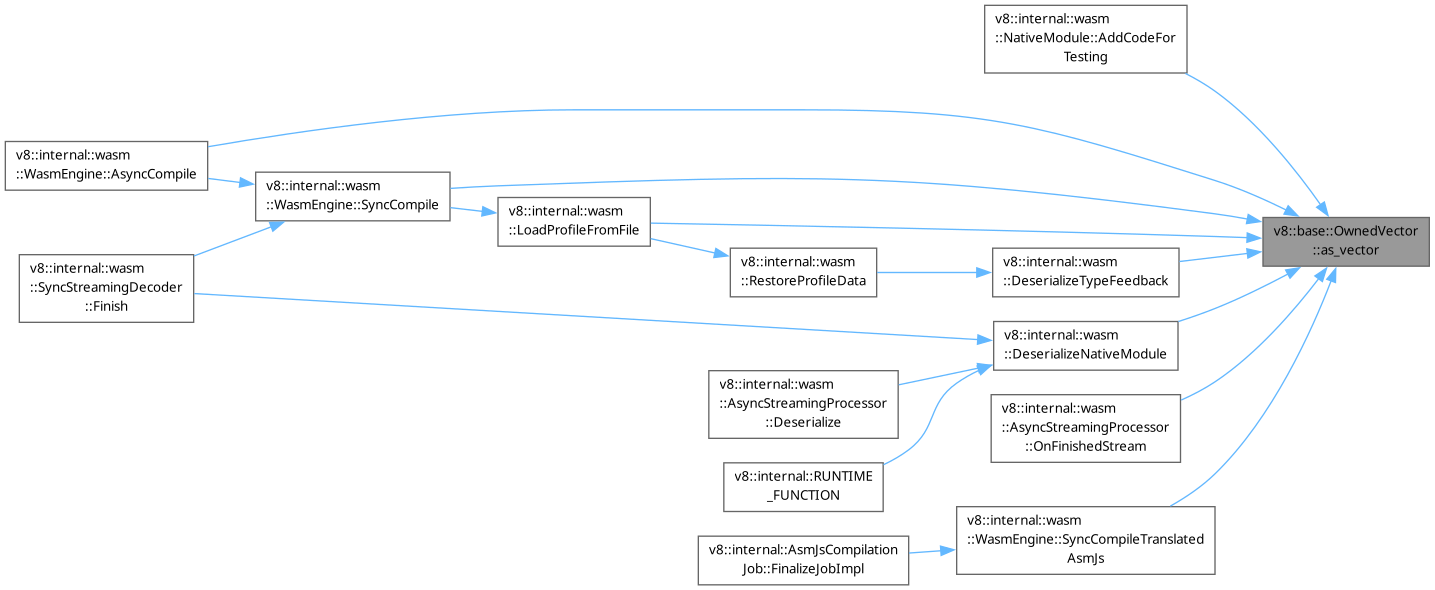 v8::internal::wasm
::NativeModule::AddCodeFor
Testing
v8::internal::wasm
::WasmEngine::AsyncCompile
v8::internal::wasm
::WasmEngine::SyncCompile
v8::internal::wasm
::LoadProfileFromFile
v8::base::OwnedVector
::as_vector
v8::internal::wasm
::RestoreProfileData
v8::internal::wasm
::DeserializeTypeFeedback
v8::internal::wasm
::SyncStreamingDecoder
::Finish
v8::internal::wasm
::DeserializeNativeModule
v8::internal::wasm
::AsyncStreamingProcessor
::Deserialize
v8::internal::wasm
::AsyncStreamingProcessor
::OnFinishedStream
v8::internal::RUNTIME
_FUNCTION
v8::internal::wasm
::WasmEngine::SyncCompileTranslated
AsmJs
v8::internal::AsmJsCompilation
Job::FinalizeJobImpl